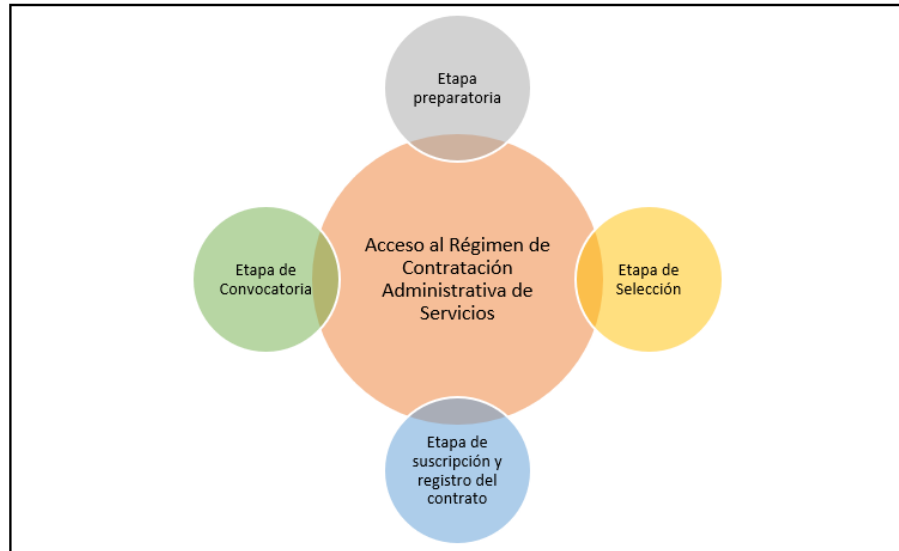 Etapa
preparatoria
Acceso al Régimen de
Contratación
Administrativa de
Servicios
Etapa de
Convocatoria
Etapa de
Selección
Etapa de
suscripción y
registro del
contrato